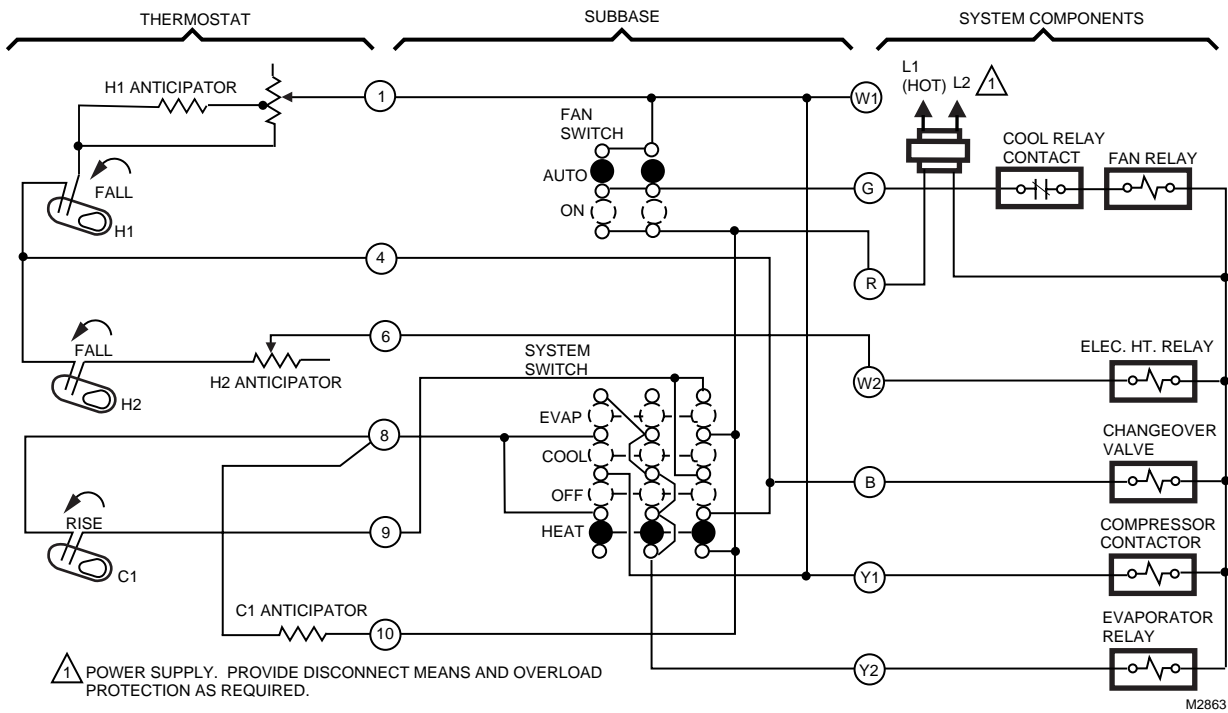 THERMOSTAT
SUBBASE
SYSTEM COMPONENTS
H1 ANTICIPATOR
1
FAN
SWITCH
AUTO
ON
W1
L1
(HOT)
L2
1
COOL RELAY
CONTACT
FAN RELAY
FALL
H1
G
4
R
6
FALL
H2 ANTICIPATOR
H2
SYSTEM
SWITCH
ELEC. HT. RELAY
W2
EVAP
8
COOL
CHANGEOVER
VALVE
B
OFF
RISE
9
HEAT
COMPRESSOR
CONTACTOR
C1
Y1
C1 ANTICIPATOR
10
EVAPORATOR
RELAY
Y2
1
POWER SUPPLY. PROVIDE DISCONNECT MEANS AND OVERLOAD
PROTECTION AS REQUIRED.
M2863